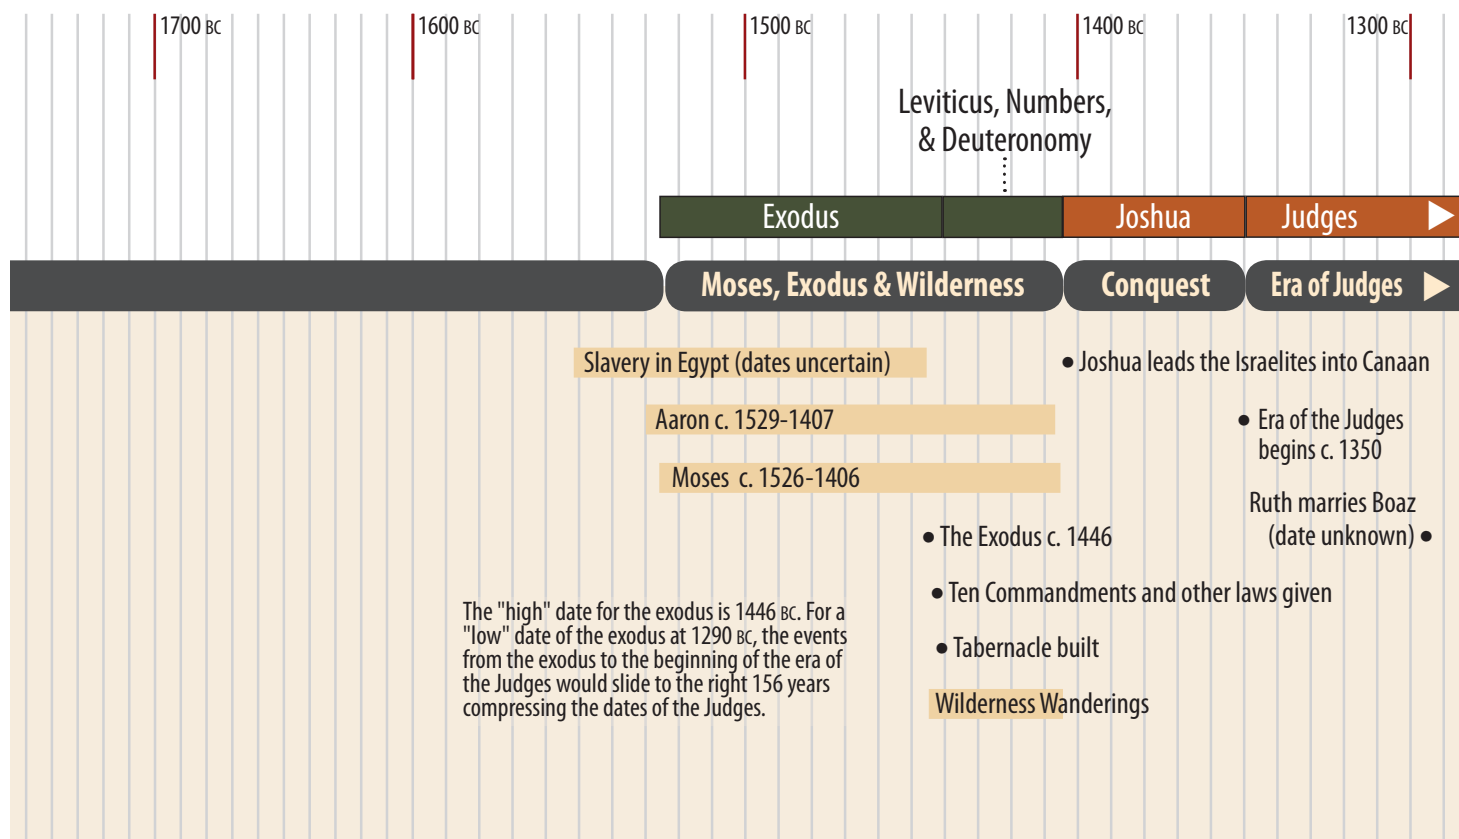 1700 BC
1600 BC
1500 BC
1400 BC
1300 BC
Leviticus, Numbers,
& Deuteronomy
Exodus
Joshua
Judges
Moses, Exodus & Wilderness
Conquest
Era of Judges
Slavery in Egypt (dates uncertain)
Joshua leads the Israelites into Canaan
Aaron c. 1529-1407
Era of the Judges
begins c. 1350
Moses c. 1526-1406
Ruth marries Boaz
(date unknown)
The Exodus c. 1446
Ten Commandments and other laws given
The "high" date for the exodus is 1446 BC. For a
"low" date of the exodus at 1290 BC, the events
from the exodus to the beginning of the era of
the Judges would slide to the right 156 years
compressing the dates of the Judges.
Tabernacle built
Wilderness Wanderings